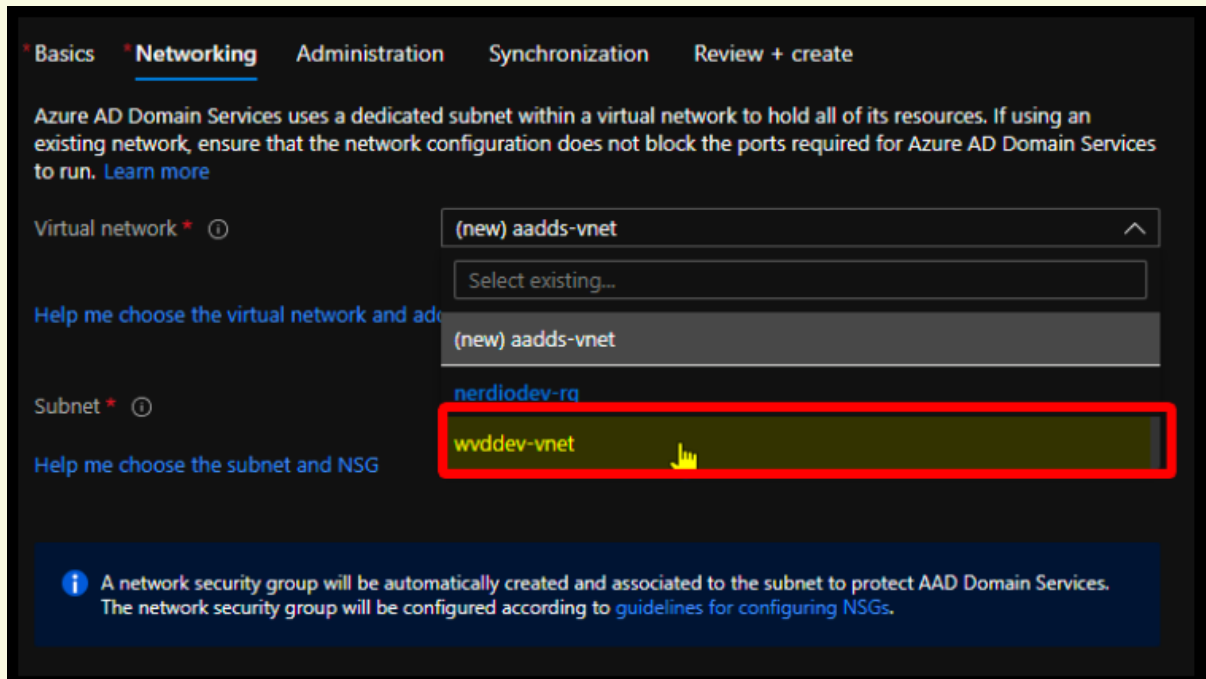 *Basics *Networking Administration Synchronization Review + create
Azure AD Domain Services uses a dedicated subnet within a virtual network to hold all of its resources. If using an
existing network, ensure that the network configuration does not block the ports required for Azure AD Domain Services
to run. Learn more
Virtual network * (new) aadds-vnet
Select existing...
Help me choose the virtual network and
(new) aadds-vnet
nerdiodev-rg
Subnet *
wvddev-vnet
Help me choose the subnet and NSG
A network security group will be automatically created and associated to the subnet to protect AAD Domain Services.
The network security group will be configured according to guidelines for configuring NSGs.